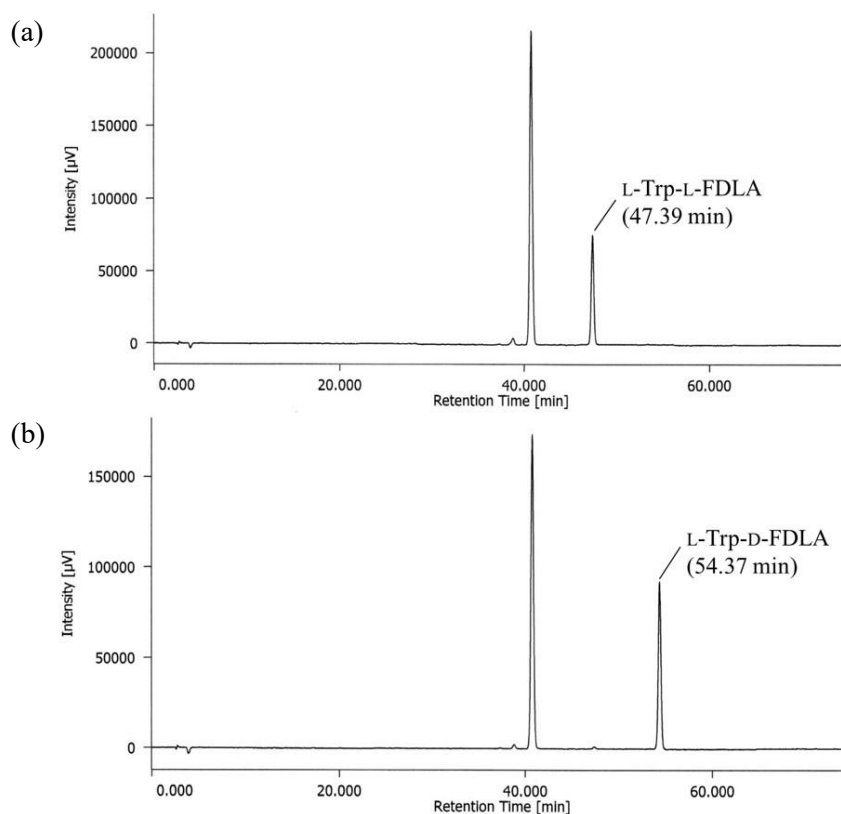 (a)
200000
150000
100000
50000
0
Intensity [µV]
L-Trp-L-FDLA
(47.39 min)
0.000 20.000 40.000 60.000
Retention Time [min]
(b)
150000
100000
50000
0
Intensity [µV]
L-Trp-D-FDLA
(54.37 min)
0.000 20.000 40.000 60.000
Retention Time [min]